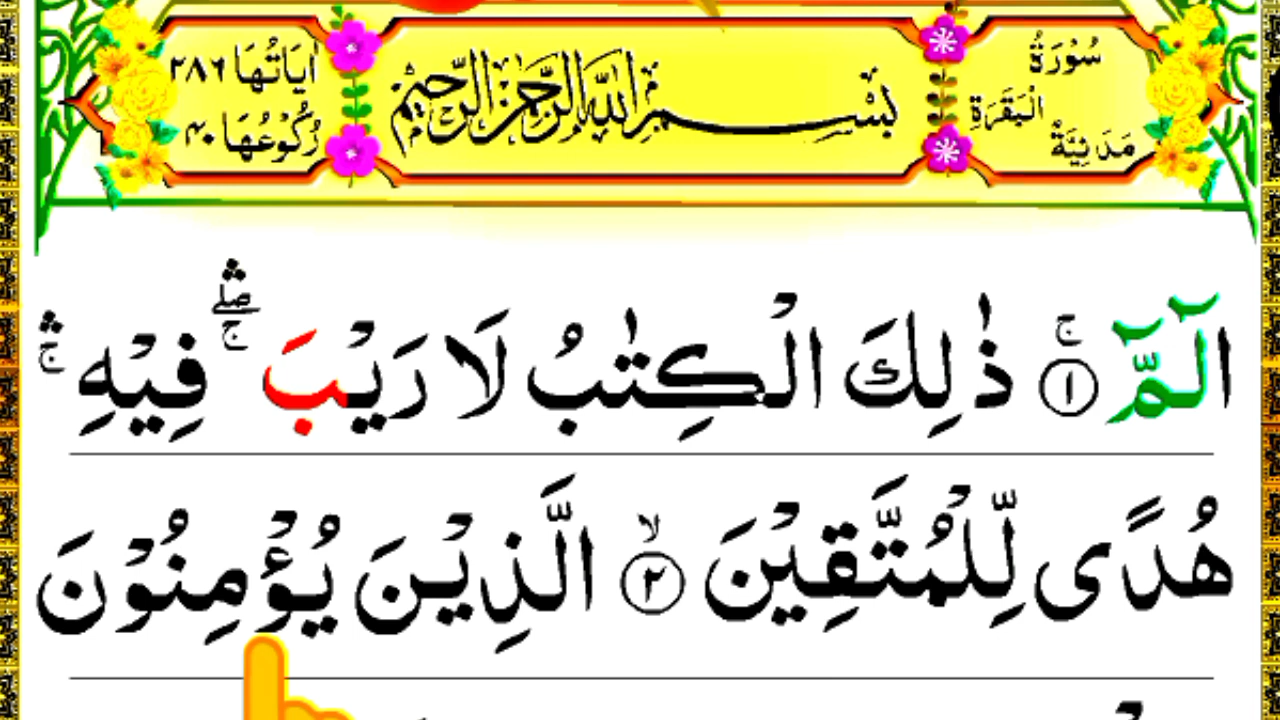 سُوْرَةُ
الْبَقَرَةِ
مَدَنِيَّةٌ
بِسْمِ اللّٰهِ الرَّحْمٰنِ الرَّحِيْمِ
اٰيَاتُهَا ٢٨٦
رُكُوْعُهَا ٤٠
الٓمّٓ ۚ ١ ذٰلِكَ الْكِتٰبُ لَا رَيْبَ ۛۖۚ فِيْهِ ۛۚ
هُدًى لِّلْمُتَّقِيْنَ ۙ ٢ الَّذِيْنَ يُؤْمِنُوْنَ